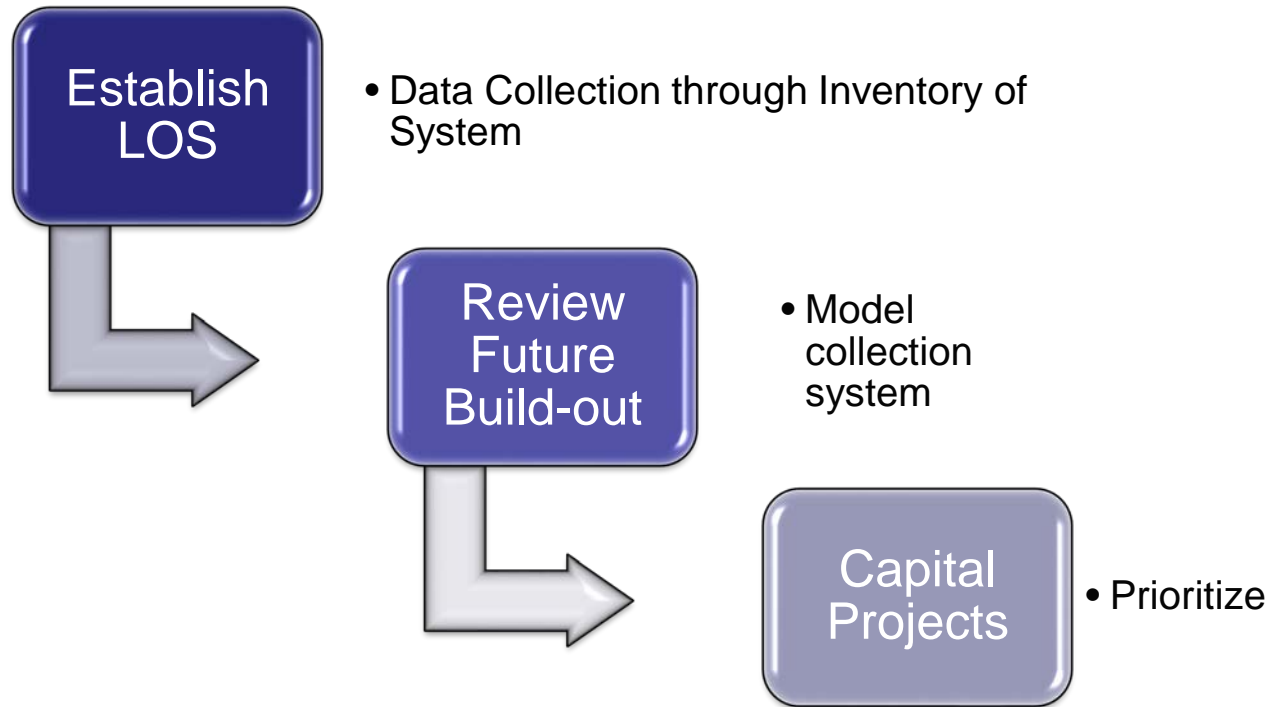 Establish
LOS
• Data Collection through Inventory of
System
Review
Future
Build-out
• Model
collection
system
Capital
Projects
• Prioritize